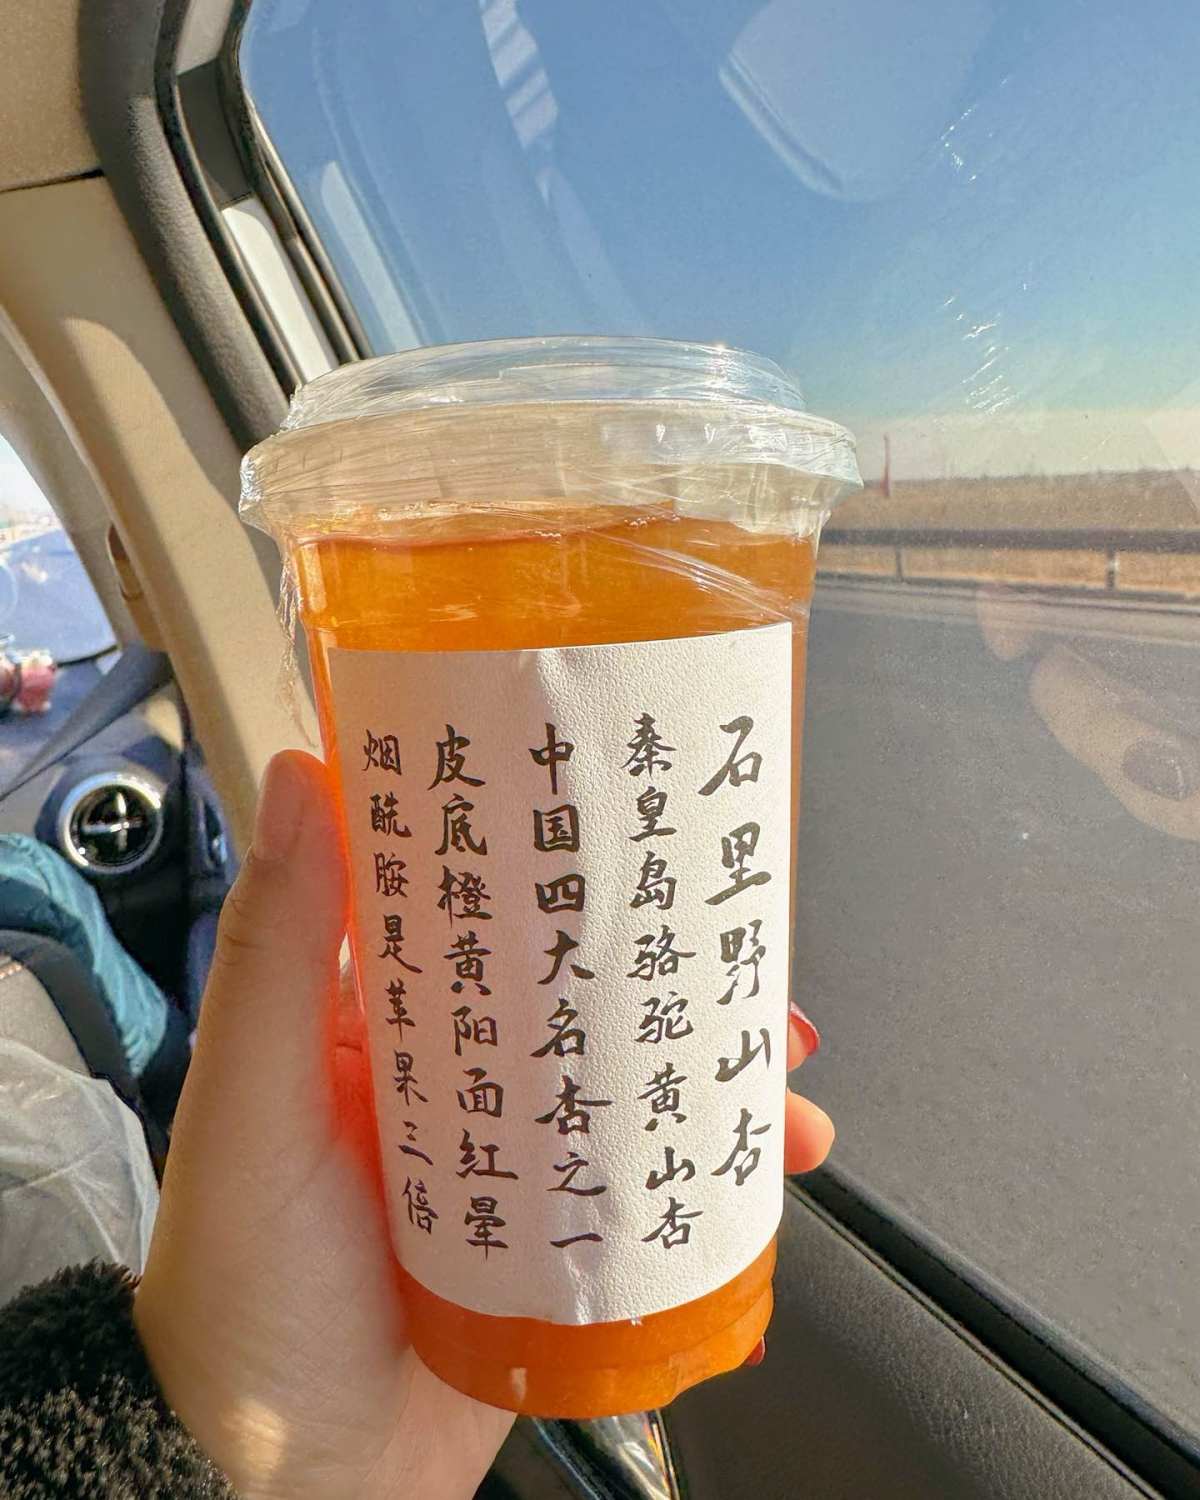 石里野山杏
秦皇岛骆驼黄山杏
中国四大名杏之一
皮底橙黄阳面红晕
烟酰胺是苹果三倍